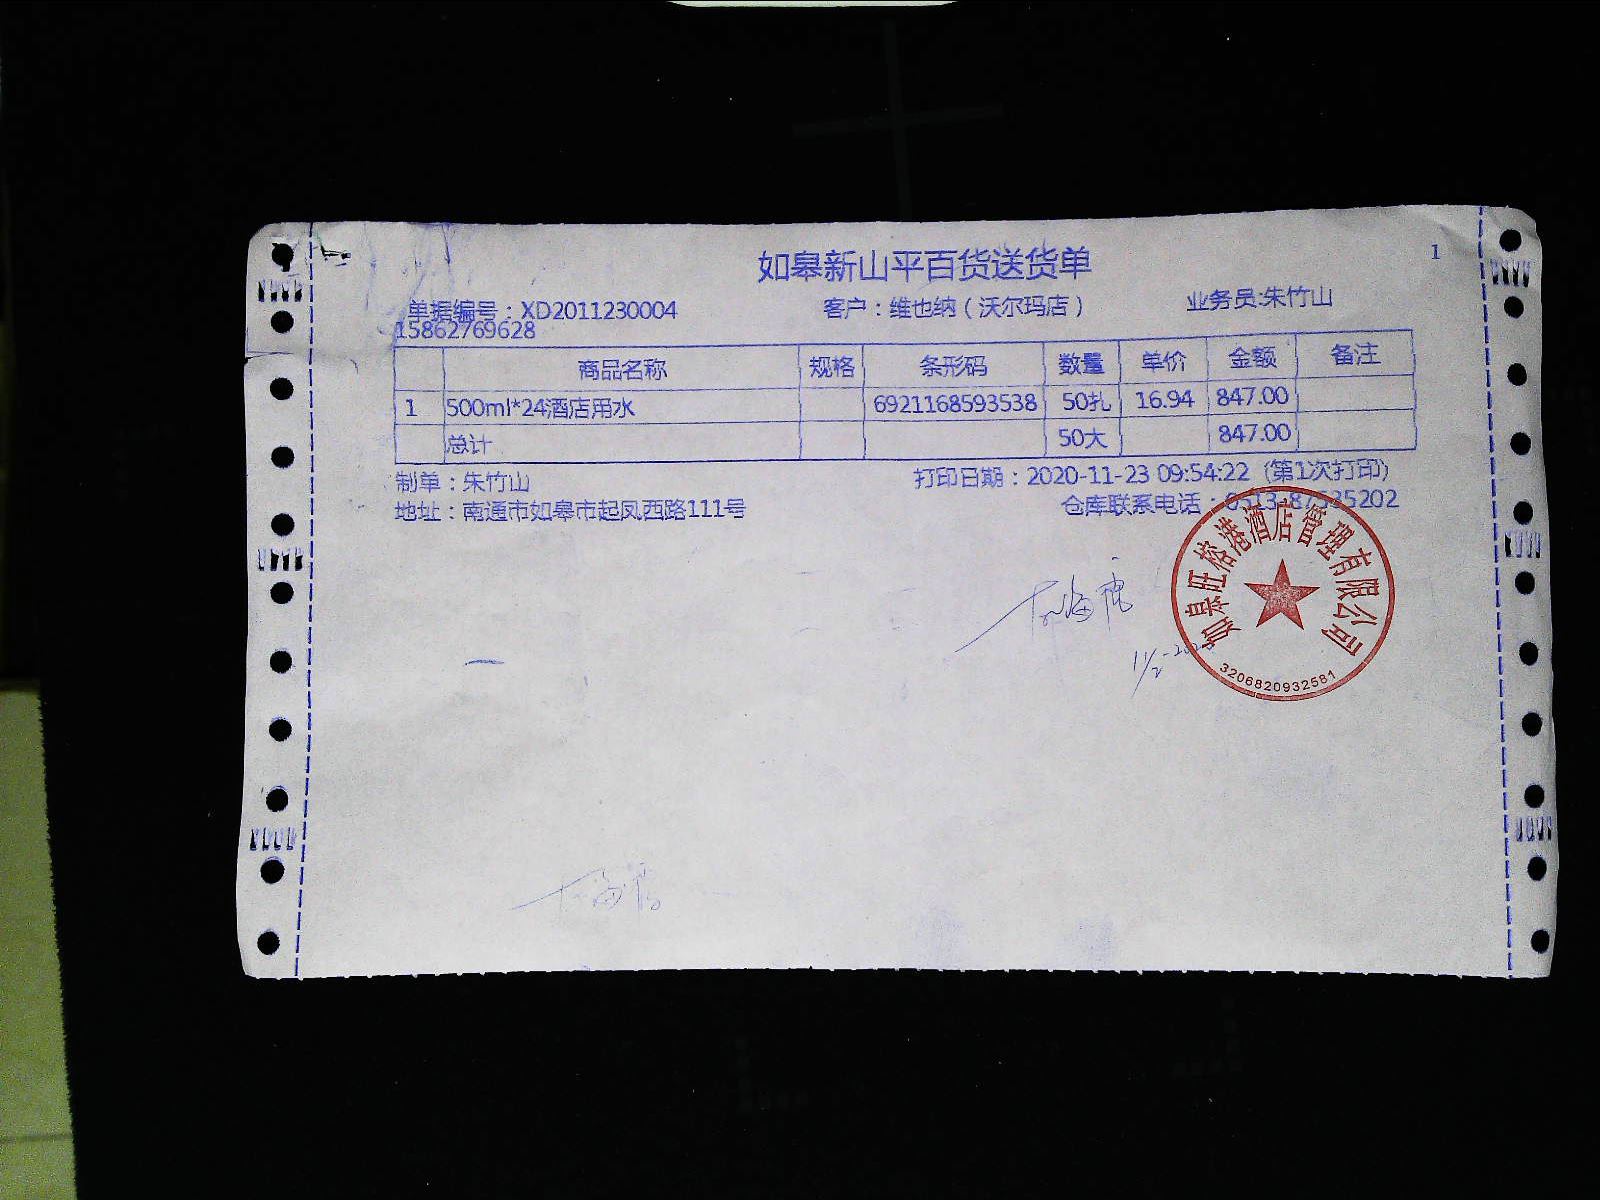 如皋新山平百货送货单
1
单据编号：XD2011230004 客户：维也纳（沃尔玛店） 业务员:朱竹山
15862769628
商品名称 规格 条形码 数量 单价 金额 备注
1 500ml*24酒店用水 6921168593538 50扎 16.94 847.00
总计 50大 847.00
制单：朱竹山 打印日期：2020-11-23 09:54:22（第1次打印）
地址：南通市如皋市起凤西路111号 仓库联系电话：0513-87235202
如皋旺榕港酒店管理有限公司
3206820932581